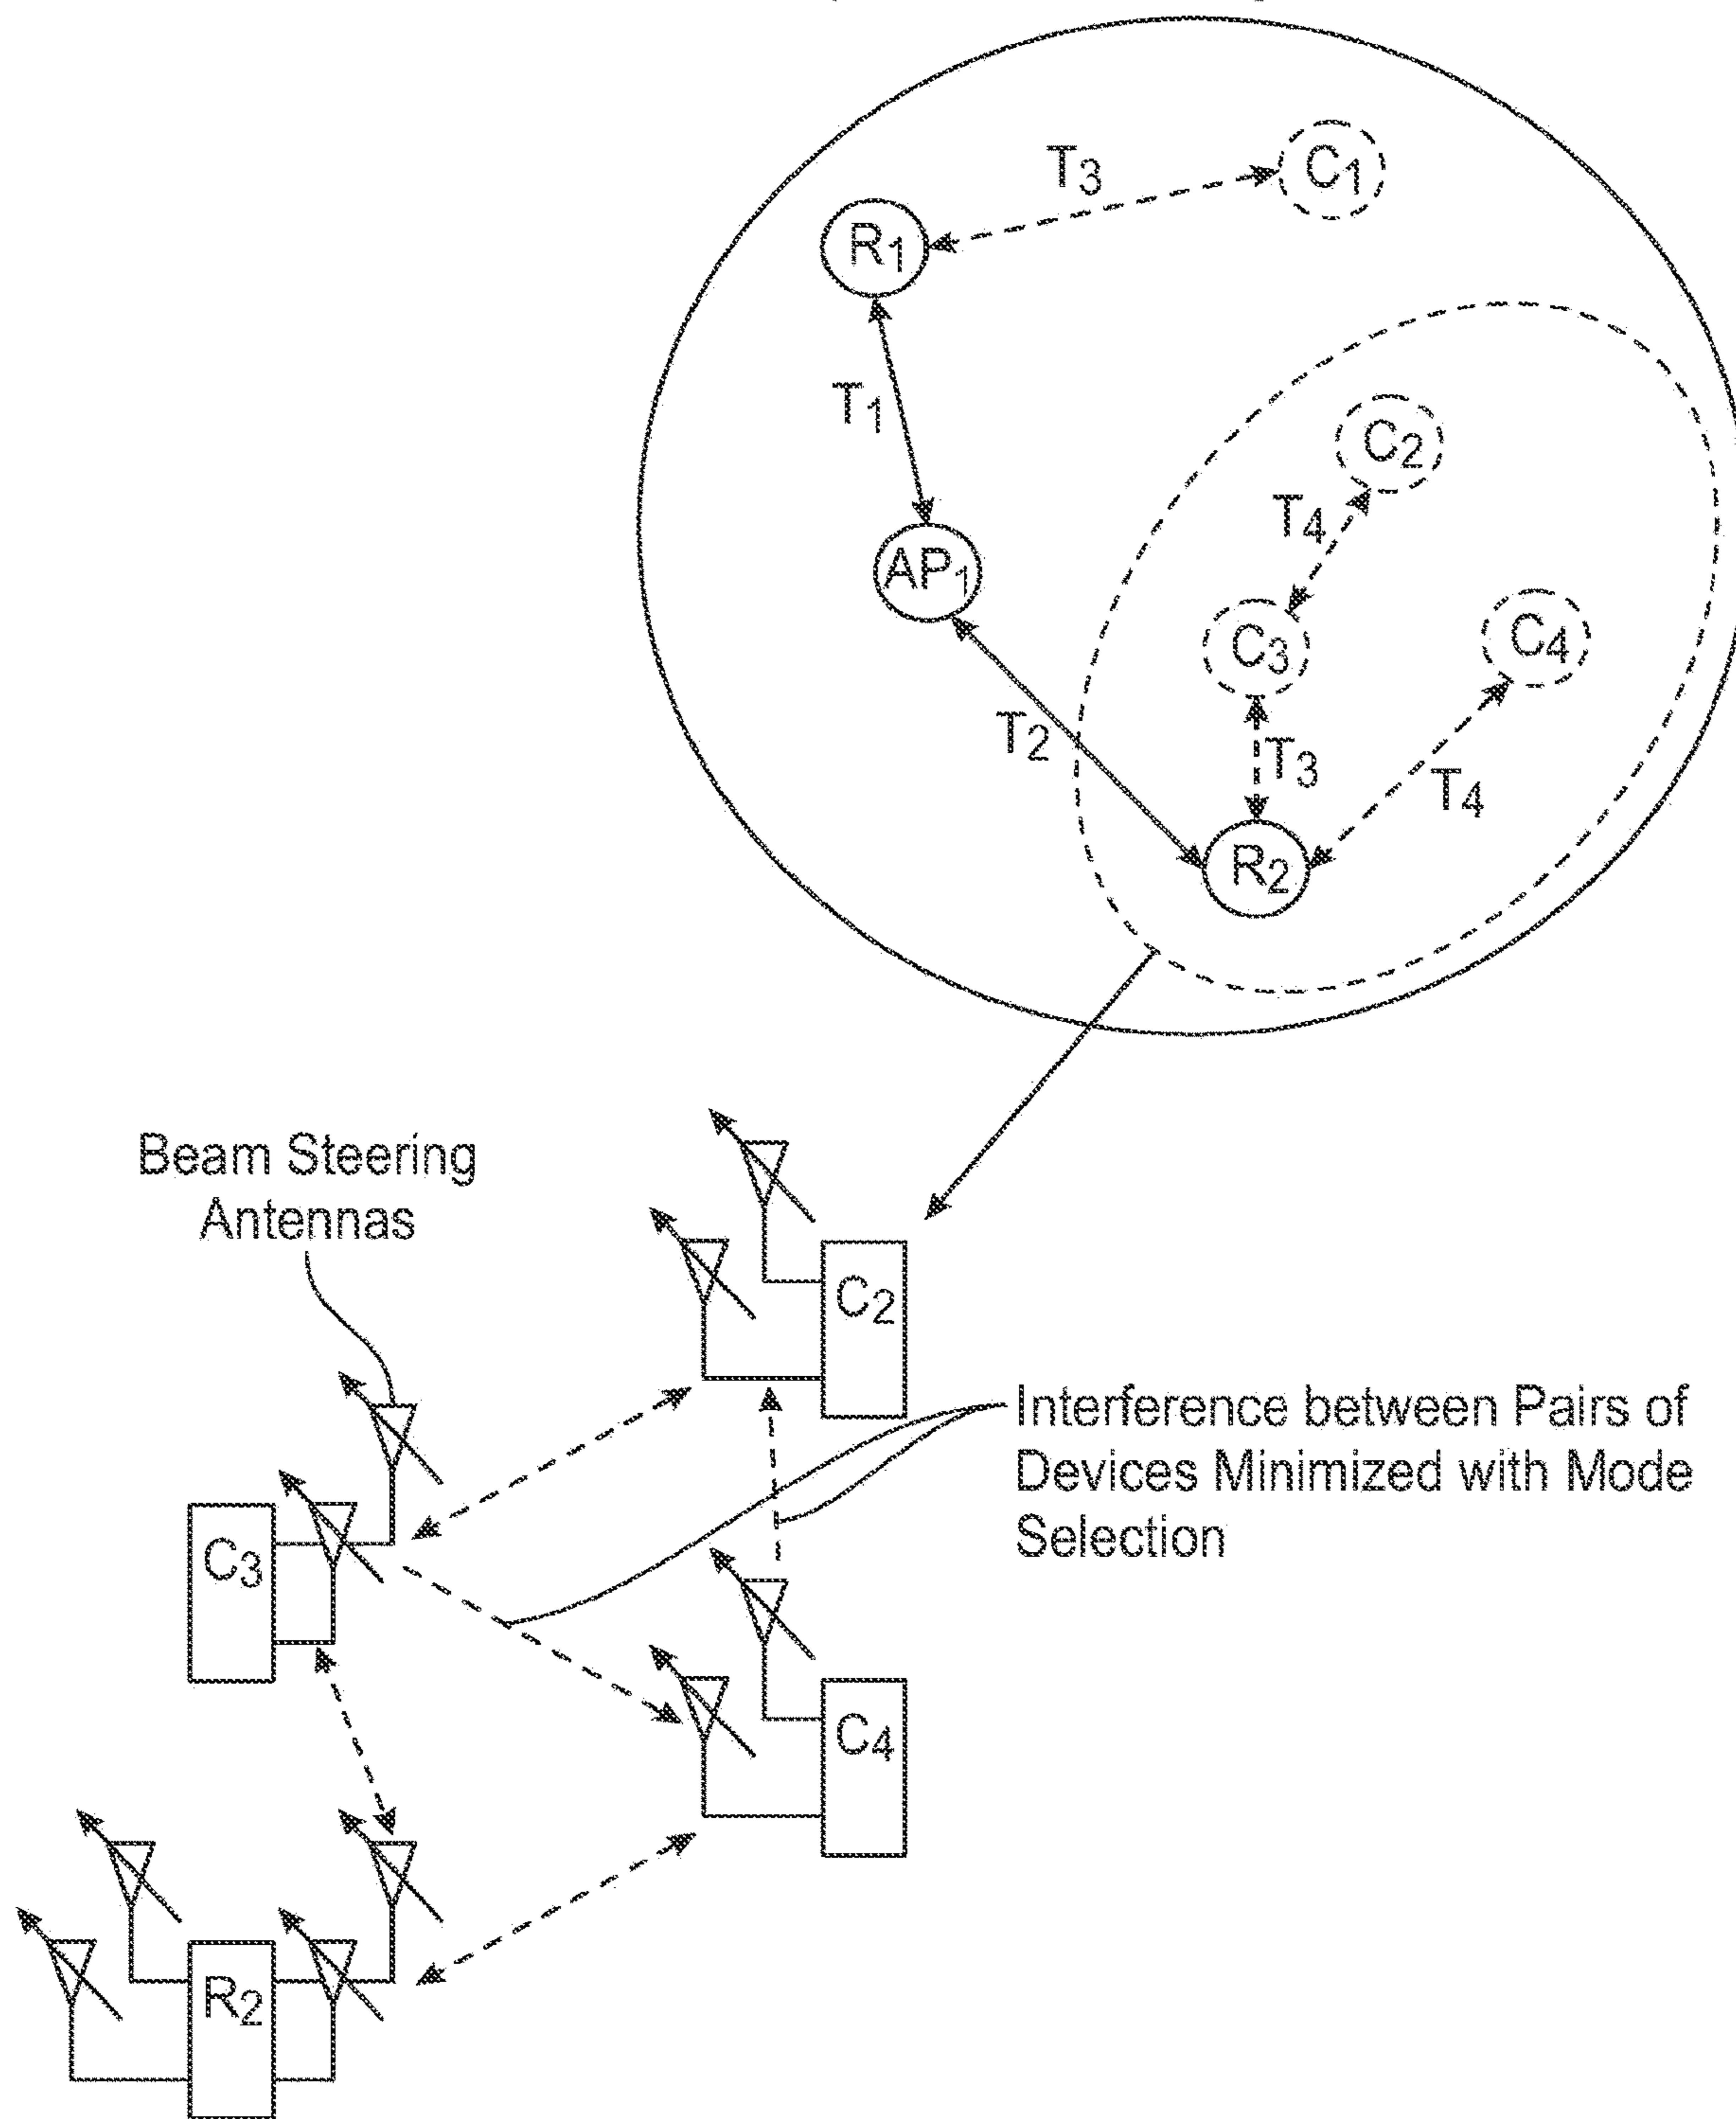 T3
C1
R1
T1
C2
T4
AP1
C3
C4
T2
T3
T4
R2
Beam Steering
Antennas
C2
Interference between Pairs of
Devices Minimized with Mode
Selection
C3
C4
R2